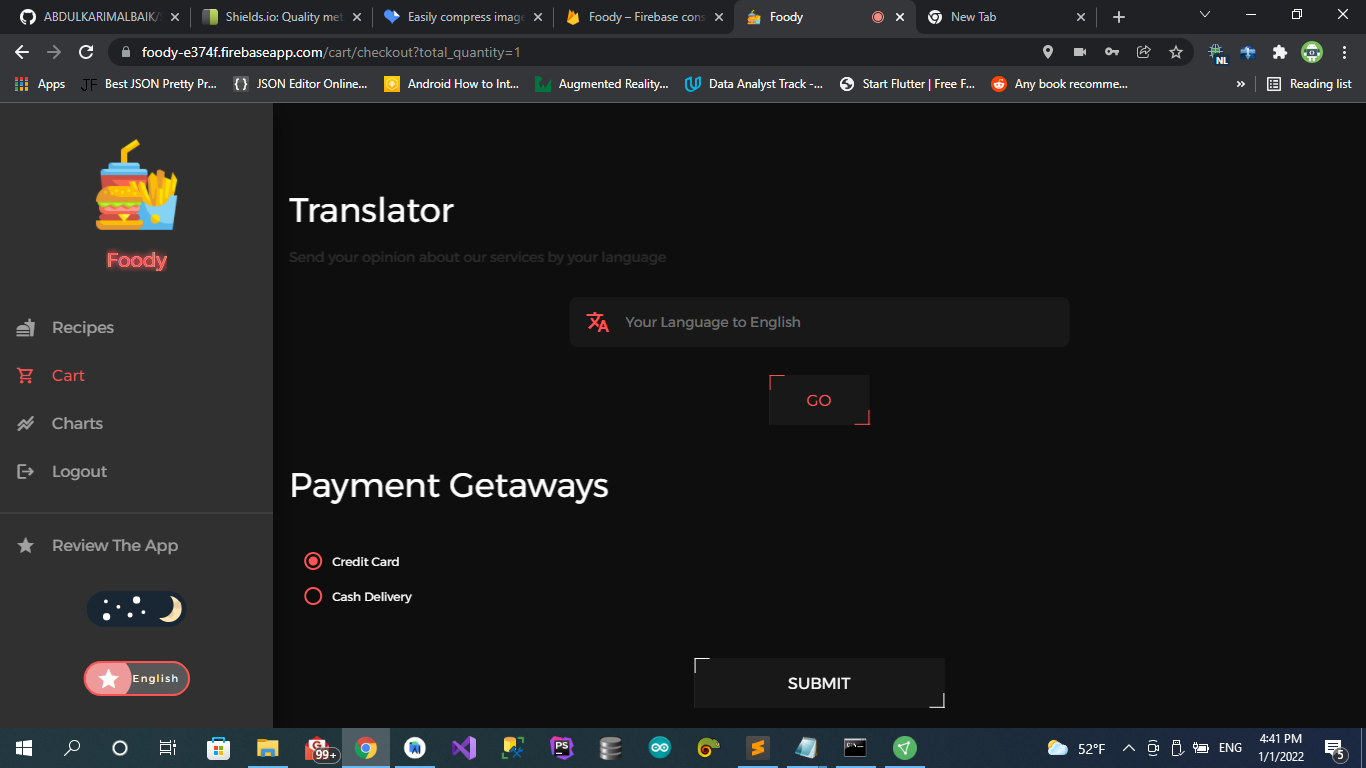 ABDULKARIMALBAIK/
Shields.io: Quality met
Easily compress image
Foody – Firebase cons
Foody
New Tab
foody-e374f.firebaseapp.com/cart/checkout?total_quantity=1
NL
Apps
JF Best JSON Pretty Pr...
{} JSON Editor Online...
Android How to Int...
Augmented Reality...
Data Analyst Track -...
Start Flutter | Free F...
Any book recomme...
»
Reading list
Foody
Recipes
Cart
Charts
Logout
Review The App
English
Translator
Send your opinion about our services by your language
Your Language to English
GO
Payment Getaways
Credit Card
Cash Delivery
SUBMIT
99+
PS
52°F
ENG
4:41 PM
1/1/2022
5